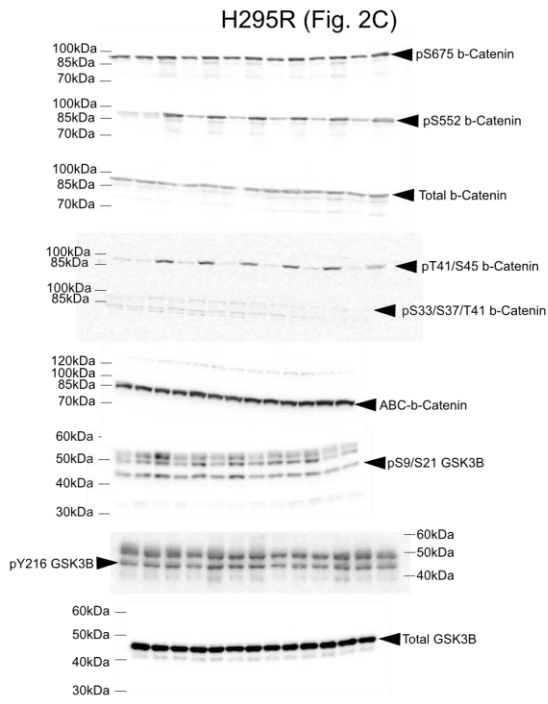 H295R (Fig. 2C)
100kDa
85kDa
70kDa
pS675 b-Catenin
100kDa
85kDa
70kDa
pS552 b-Catenin
100kDa
85kDa
70kDa
Total b-Catenin
100kDa
85kDa
pT41/S45 b-Catenin
100kDa
85kDa
pS33/S37/T41 b-Catenin
120kDa
100kDa
85kDa
70kDa
ABC-b-Catenin
60kDa
50kDa
40kDa
30kDa
pS9/S21 GSK3B
pY216 GSK3B
60kDa
50kDa
40kDa
60kDa
50kDa
40kDa
30kDa
Total GSK3B